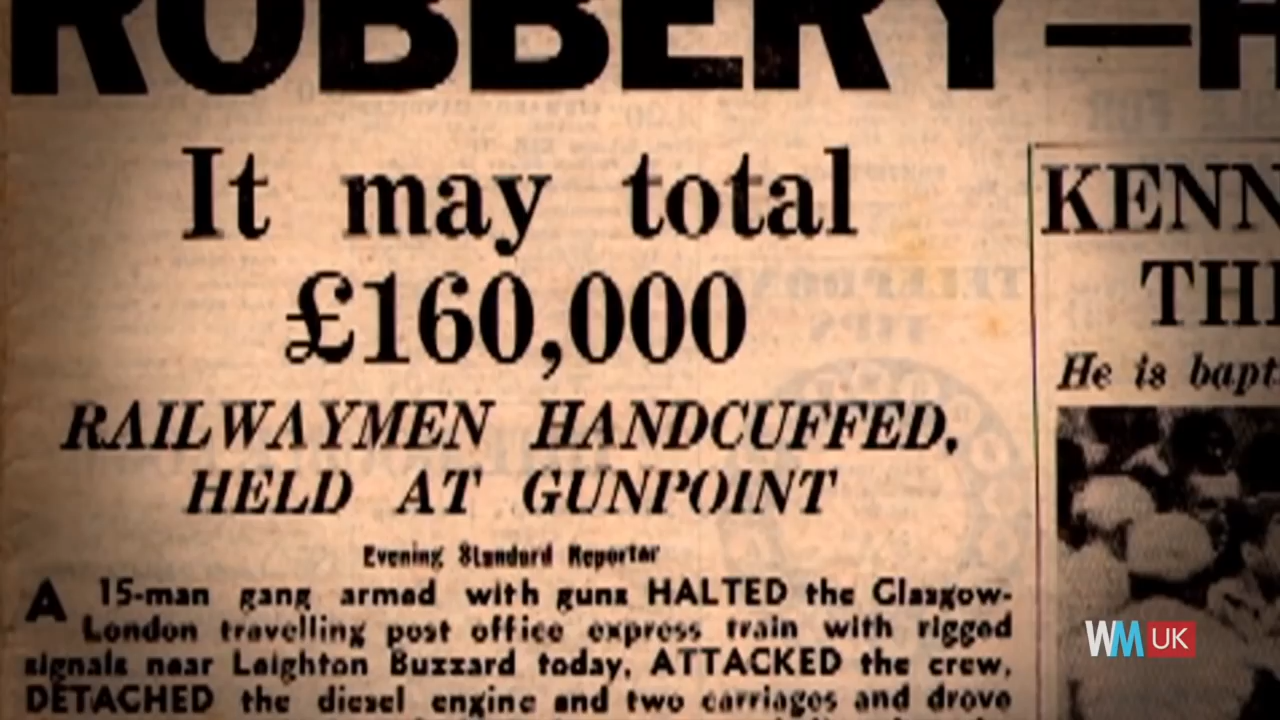 ROBBERY—H
It may total
£160,000
RAILWAYMEN HANDCUFFED,
HELD AT GUNPOINT
Evening Standard Reporter
A 15-man gang armed with guns HALTED the Glasgow-
London travelling post office express train with rigged
signals near Leighton Buzzard today, ATTACKED the crew,
DETACHED the diesel engine and two carriages and drove
KENN
THE
He is bapt
WM UK